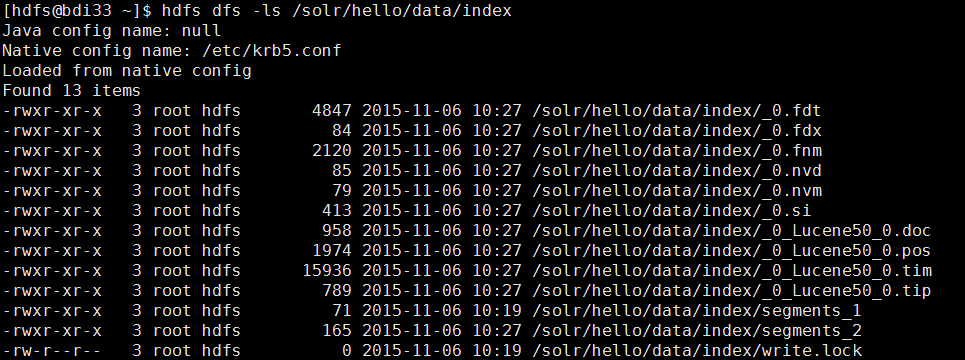 [hdfs@bdi33 ~]$ hdfs dfs -ls /solr/hello/data/index
Java config name: null
Native config name: /etc/krb5.conf
Loaded from native config
Found 13 items
-rwxr-xr-x   3 root hdfs       4847 2015-11-06 10:27 /solr/hello/data/index/_0.fdt
-rwxr-xr-x   3 root hdfs         84 2015-11-06 10:27 /solr/hello/data/index/_0.fdx
-rwxr-xr-x   3 root hdfs       2120 2015-11-06 10:27 /solr/hello/data/index/_0.fnm
-rwxr-xr-x   3 root hdfs         85 2015-11-06 10:27 /solr/hello/data/index/_0.nvd
-rwxr-xr-x   3 root hdfs         79 2015-11-06 10:27 /solr/hello/data/index/_0.nvm
-rwxr-xr-x   3 root hdfs        413 2015-11-06 10:27 /solr/hello/data/index/_0.si
-rwxr-xr-x   3 root hdfs        958 2015-11-06 10:27 /solr/hello/data/index/_0_Lucene50_0.doc
-rwxr-xr-x   3 root hdfs       1974 2015-11-06 10:27 /solr/hello/data/index/_0_Lucene50_0.pos
-rwxr-xr-x   3 root hdfs      15936 2015-11-06 10:27 /solr/hello/data/index/_0_Lucene50_0.tim
-rwxr-xr-x   3 root hdfs        789 2015-11-06 10:27 /solr/hello/data/index/_0_Lucene50_0.tip
-rwxr-xr-x   3 root hdfs         71 2015-11-06 10:19 /solr/hello/data/index/segments_1
-rwxr-xr-x   3 root hdfs        165 2015-11-06 10:27 /solr/hello/data/index/segments_2
-rw-r--r--   3 root hdfs          0 2015-11-06 10:19 /solr/hello/data/index/write.lock